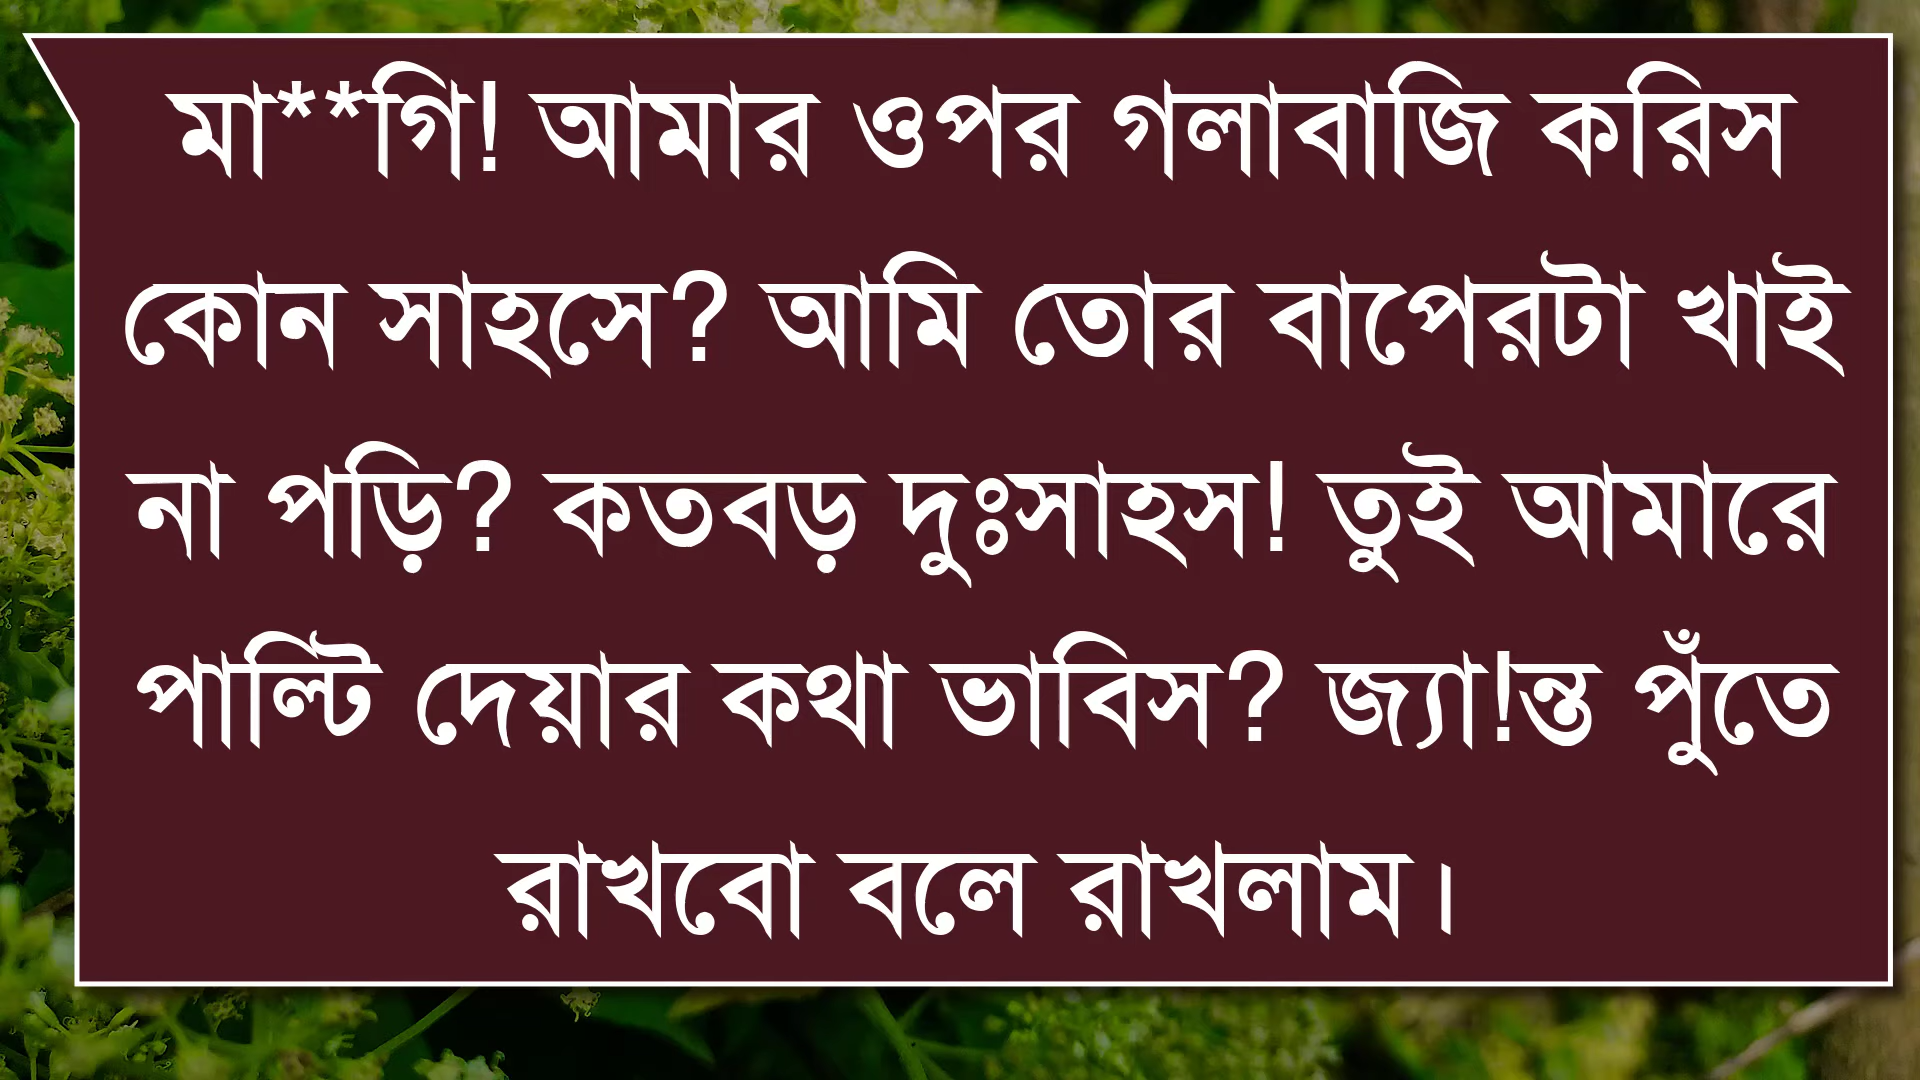 মা**গি! আমার ওপর গলাবাজি করিস
কোন সাহসে? আমি তোর বাপেরটা খাই
না পড়ি? কতবড় দুঃসাহস! তুই আমারে
পাল্টি দেয়ার কথা ভাবিস? জ্যা!ন্ত পুঁতে
রাখবো বলে রাখলাম।